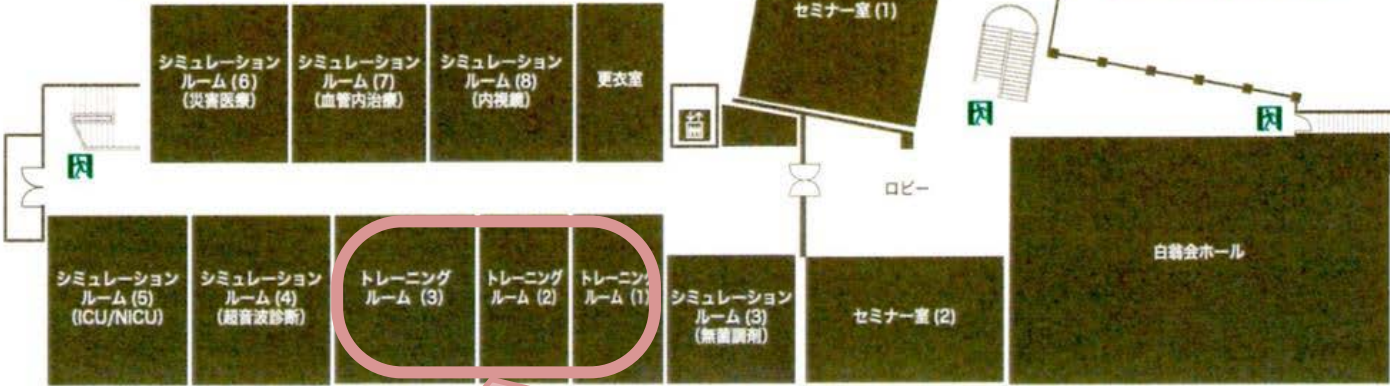 セミナー室 (1)
シミュレーション
ルーム (6)
(災害医療)
シミュレーション
ルーム (7)
(血管内治療)
シミュレーション
ルーム (8)
(内視鏡)
更衣室
ロビー
シミュレーション
ルーム (5)
(ICU/NICU)
シミュレーション
ルーム (4)
(超音波診断)
トレーニング
ルーム (3)
トレーニング
ルーム (2)
トレーニング
ルーム (1)
シミュレーション
ルーム (3)
(無菌調剤)
セミナー室 (2)
白翁会ホール